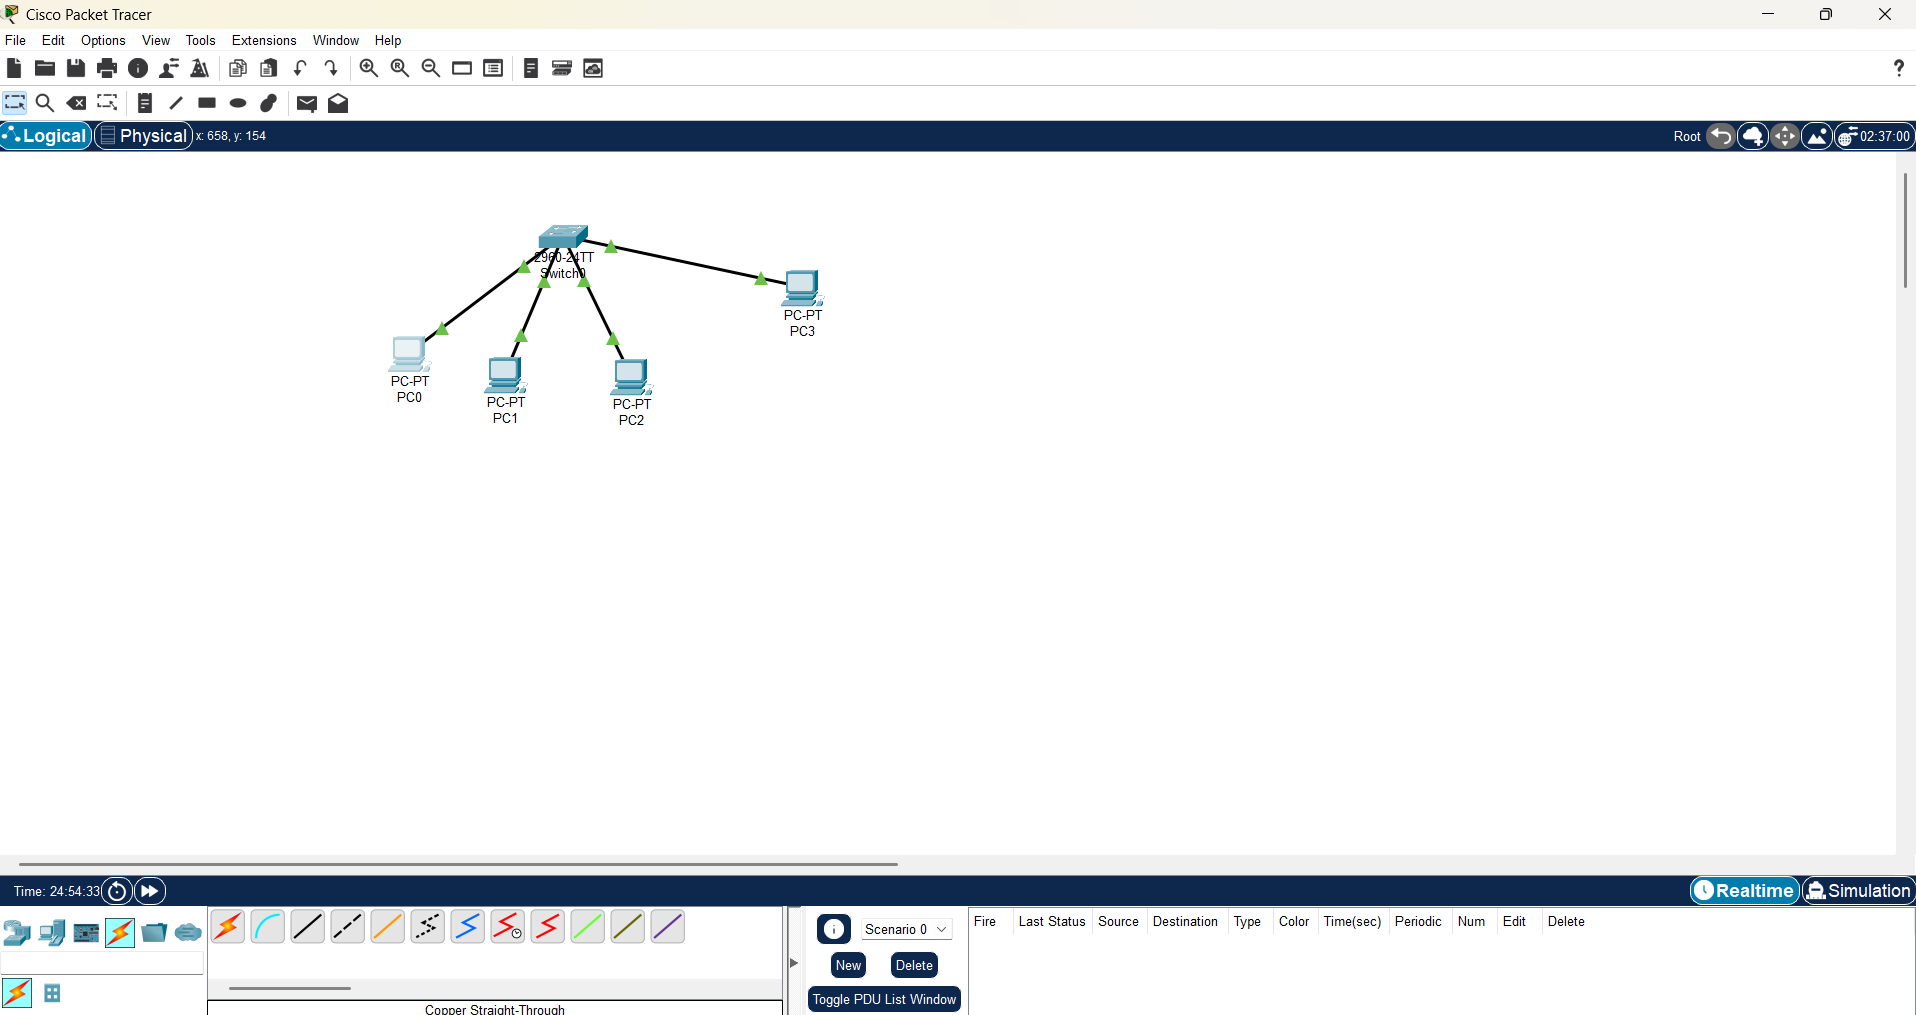 Cisco Packet Tracer
File Edit Options View Tools Extensions Window Help
Logical Physical x: 658, y: 154 Root 02:37:00
2960-24TT
Switch0
PC-PT
PC3
PC-PT
PC0
PC-PT
PC1
PC-PT
PC2
Time: 24:54:33 Realtime Simulation
Scenario 0
New Delete
Toggle PDU List Window
Fire Last Status Source Destination Type Color Time(sec) Periodic Num Edit Delete
Copper Straight-Through